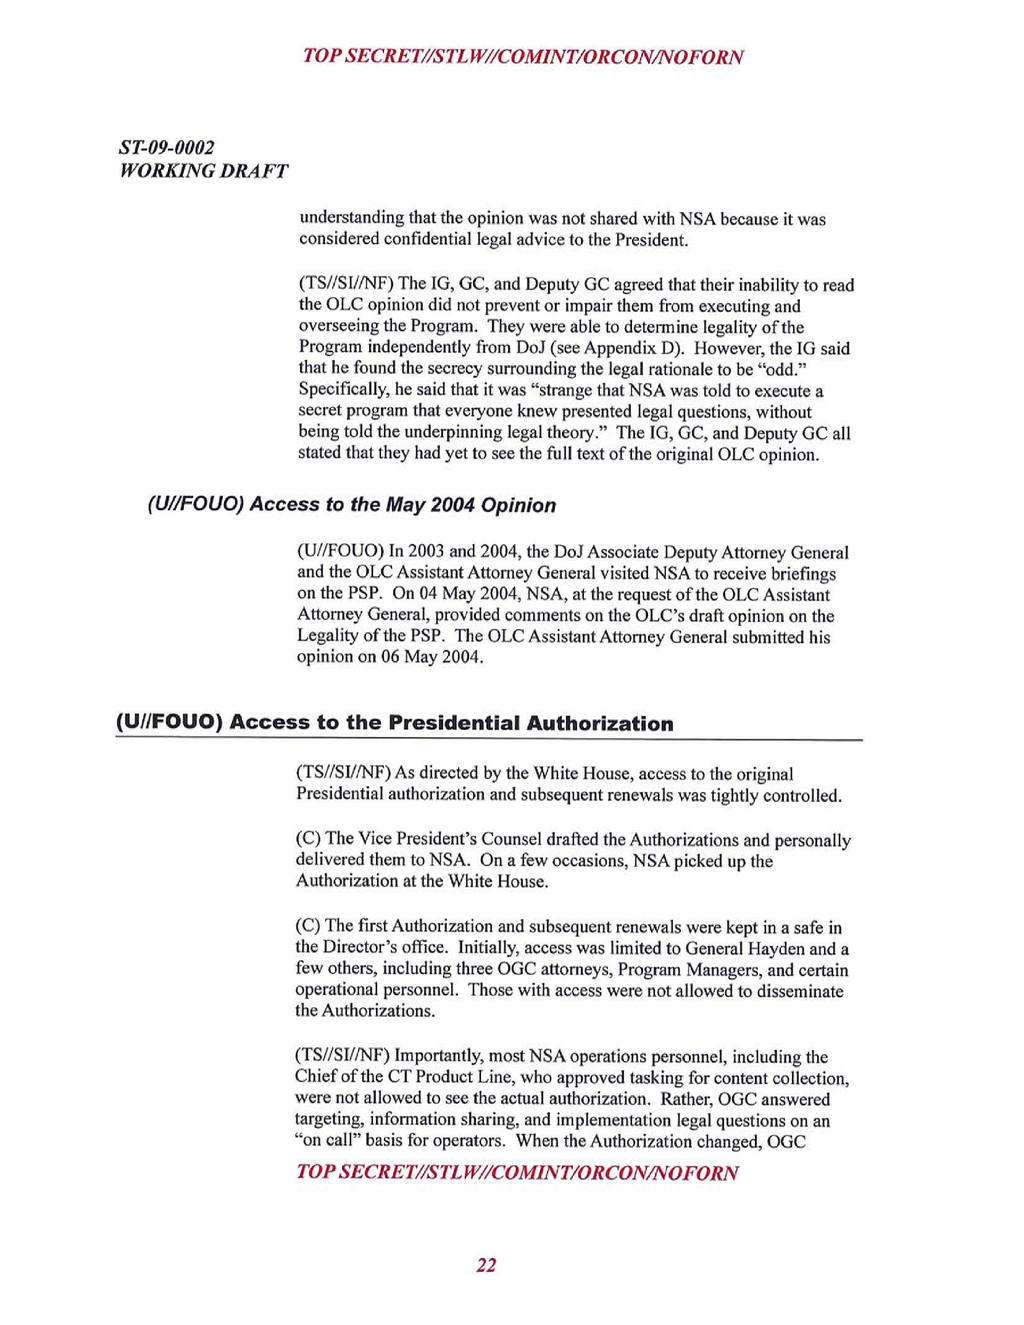 TOP SECRET//STLW//COMINT/ORCON/NOFORN
ST-09-0002
WORKING DRAFT
understanding that the opinion was not shared with NSA because it was
considered confidential legal advice to the President.
(TS//SI//NF) The IG, GC, and Deputy GC agreed that their inability to read
the OLC opinion did not prevent or impair them from executing and
overseeing the Program. They were able to determine legality of the
Program independently from DoJ (see Appendix D). However, the IG said
that he found the secrecy surrounding the legal rationale to be “odd.”
Specifically, he said that it was “strange that NSA was told to execute a
secret program that everyone knew presented legal questions, without
being told the underpinning legal theory.” The IG, GC, and Deputy GC all
stated that they had yet to see the full text of the original OLC opinion.
(U//FOUO) Access to the May 2004 Opinion
(U//FOUO) In 2003 and 2004, the DoJ Associate Deputy Attorney General
and the OLC Assistant Attorney General visited NSA to receive briefings
on the PSP. On 04 May 2004, NSA, at the request of the OLC Assistant
Attorney General, provided comments on the OLC’s draft opinion on the
Legality of the PSP. The OLC Assistant Attorney General submitted his
opinion on 06 May 2004.
(U//FOUO) Access to the Presidential Authorization
(TS//SI//NF) As directed by the White House, access to the original
Presidential authorization and subsequent renewals was tightly controlled.
(C) The Vice President’s Counsel drafted the Authorizations and personally
delivered them to NSA. On a few occasions, NSA picked up the
Authorization at the White House.
(C) The first Authorization and subsequent renewals were kept in a safe in
the Director’s office. Initially, access was limited to General Hayden and a
few others, including three OGC attorneys, Program Managers, and certain
operational personnel. Those with access were not allowed to disseminate
the Authorizations.
(TS//SI//NF) Importantly, most NSA operations personnel, including the
Chief of the CT Product Line, who approved tasking for content collection,
were not allowed to see the actual authorization. Rather, OGC answered
targeting, information sharing, and implementation legal questions on an
“on call” basis for operators. When the Authorization changed, OGC
TOP SECRET//STLW//COMINT/ORCON/NOFORN
22